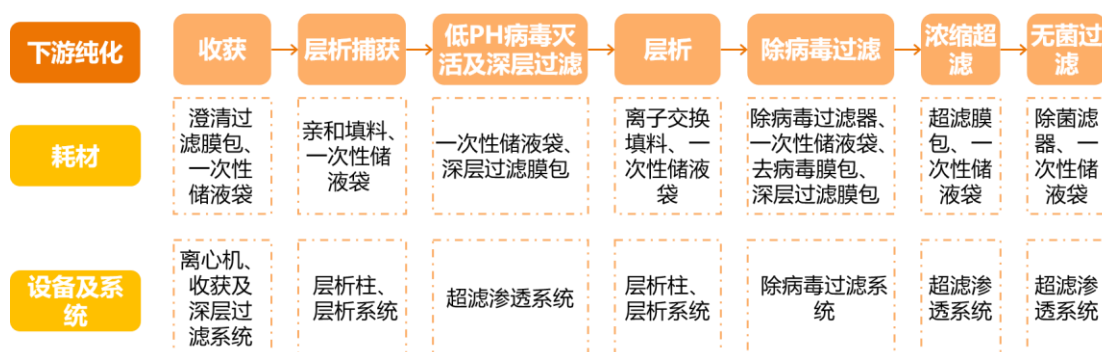 下游纯化
收获
层析捕获
低PH病毒灭
活及深层过滤
层析
除病毒过滤
浓缩超
滤
无菌过
滤
耗材
澄清过
滤膜包、
一次性
储液袋
亲和填料、
一次性储
液袋
一次性储液袋、
深层过滤膜包
离子交换
填料、一
次性储液
袋
除病毒过滤器、
一次性储液袋、
去病毒膜包、
深层过滤膜包
超滤膜
包、一次
性储液
袋
除菌滤
器、一次
性储液
袋
设备及系
统
离心机、
收获及
深层过
滤系统
层析柱、
层析系统
超滤渗透系统
层析柱、
层析系统
除病毒过滤系
统
超滤渗
透系统
超滤渗
透系统